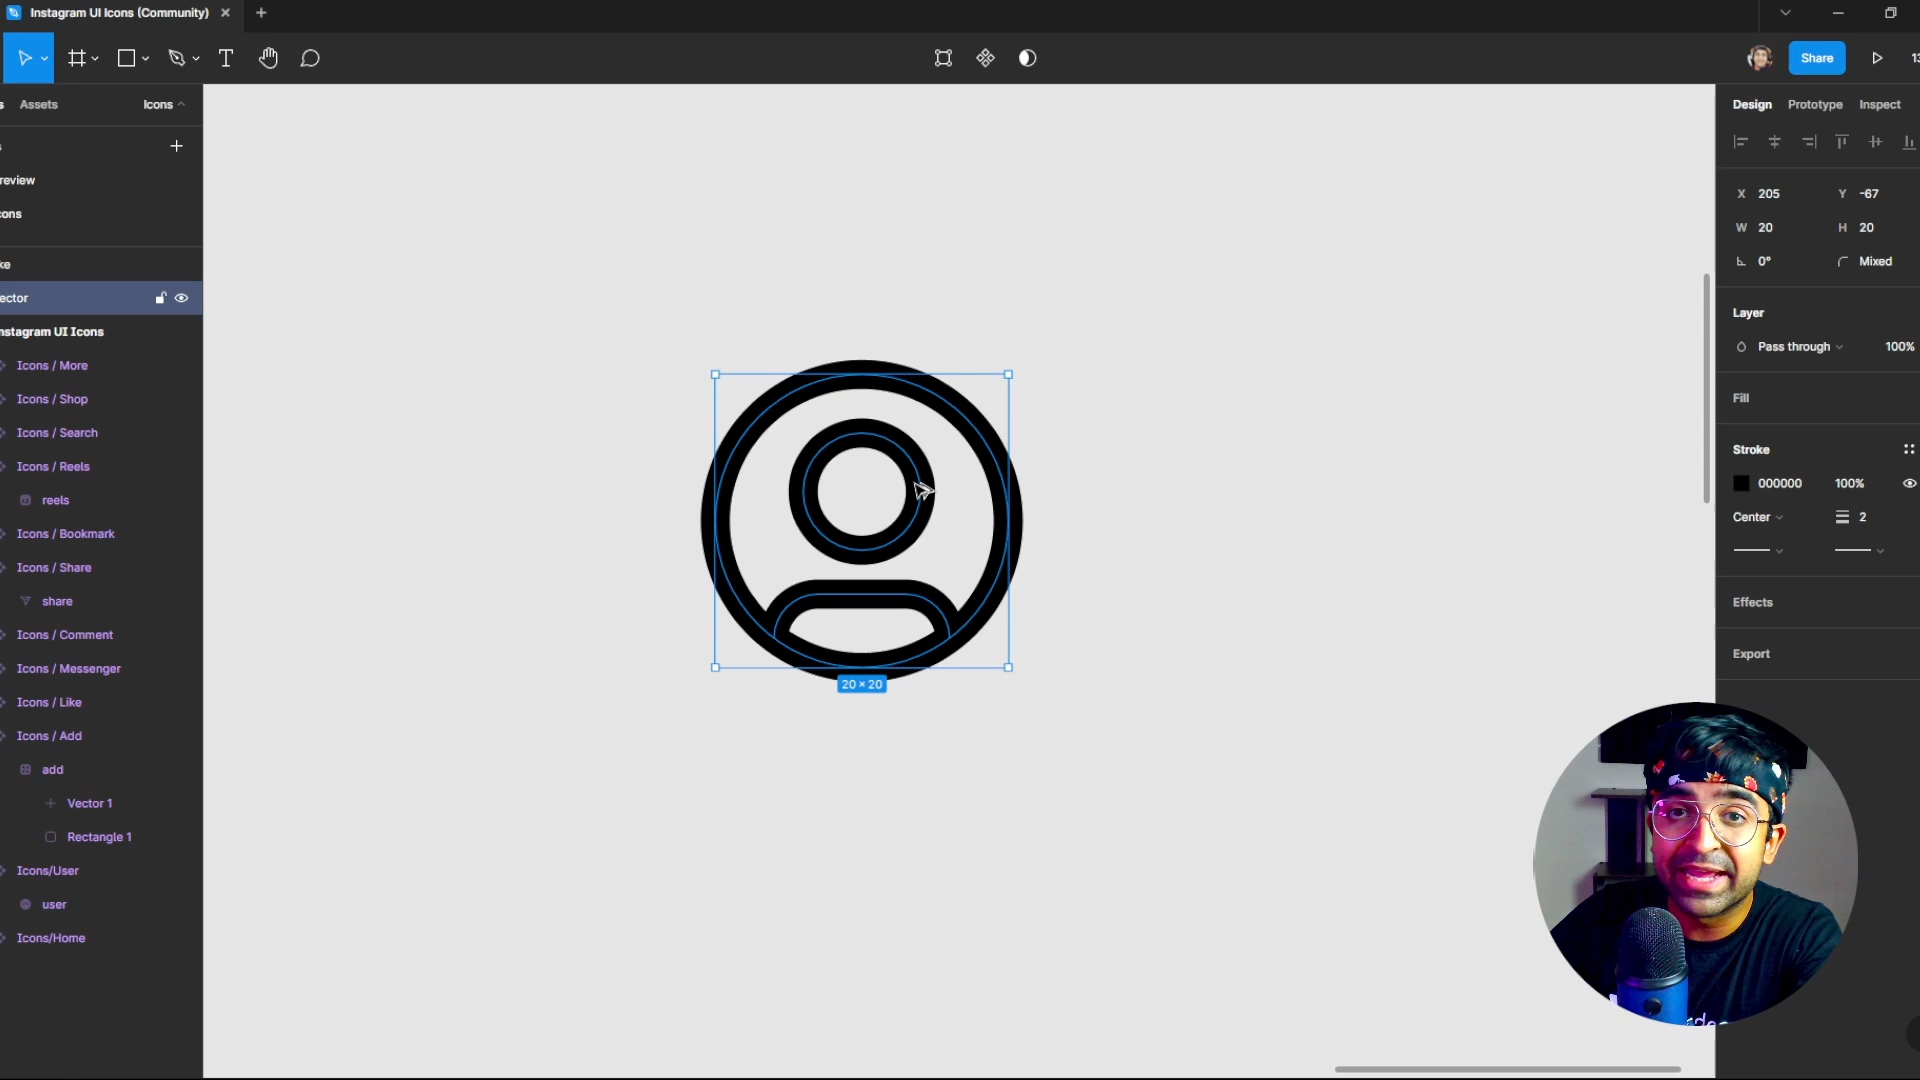 Instagram UI Icons (Community)
Share
13
s
Assets
Icons
s
review
cons
ke
ector
nstagram UI Icons
Icons / More
Icons / Shop
Icons / Search
Icons / Reels
reels
Icons / Bookmark
Icons / Share
share
Icons / Comment
Icons / Messenger
Icons / Like
Icons / Add
add
Vector 1
Rectangle 1
Icons/User
user
Icons/Home
20 × 20
Design Prototype Inspect
X 205 Y -67
W 20 H 20
0° Mixed
Layer
Pass through 100%
Fill
Stroke
000000 100%
Center 2
Effects
Export